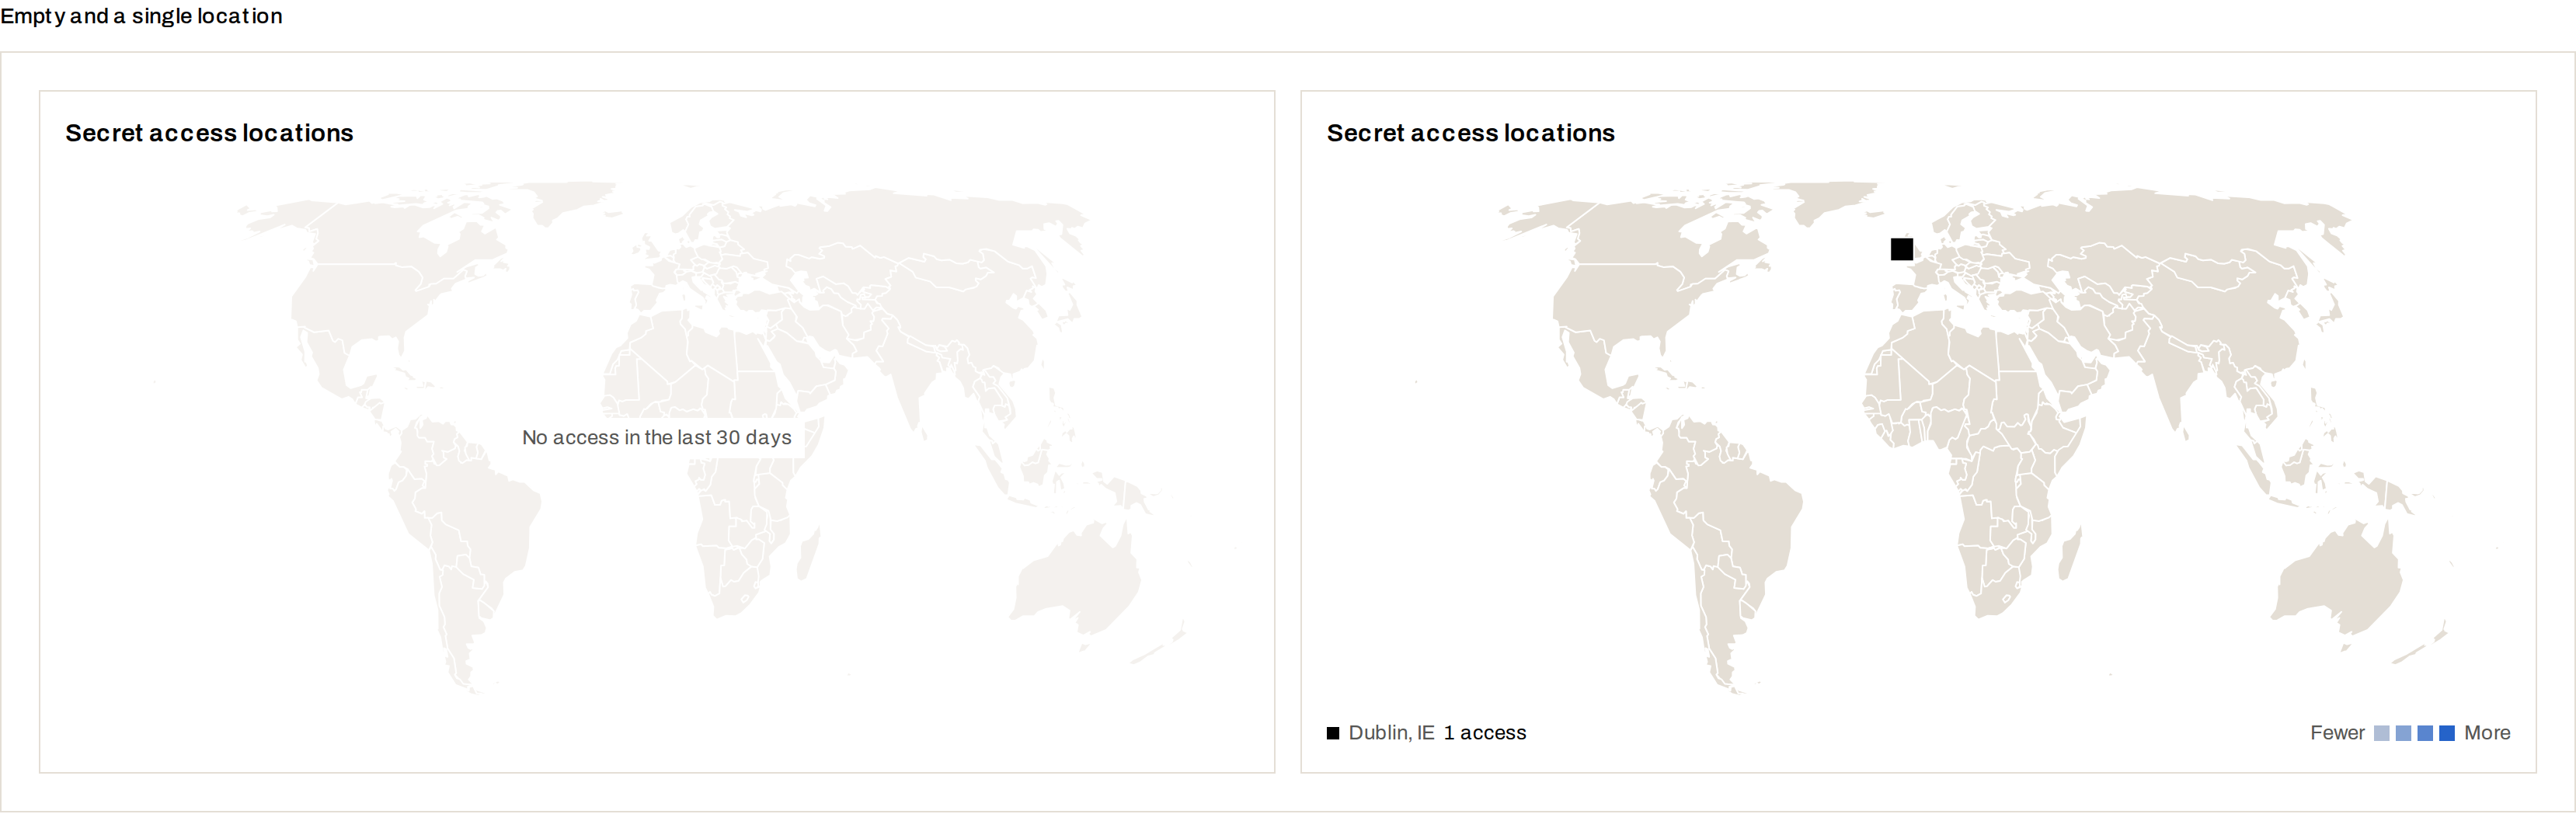 Empty and a single location
Secret access locations
No access in the last 30 days
Secret access locations
Dublin, IE 1 access
Fewer More